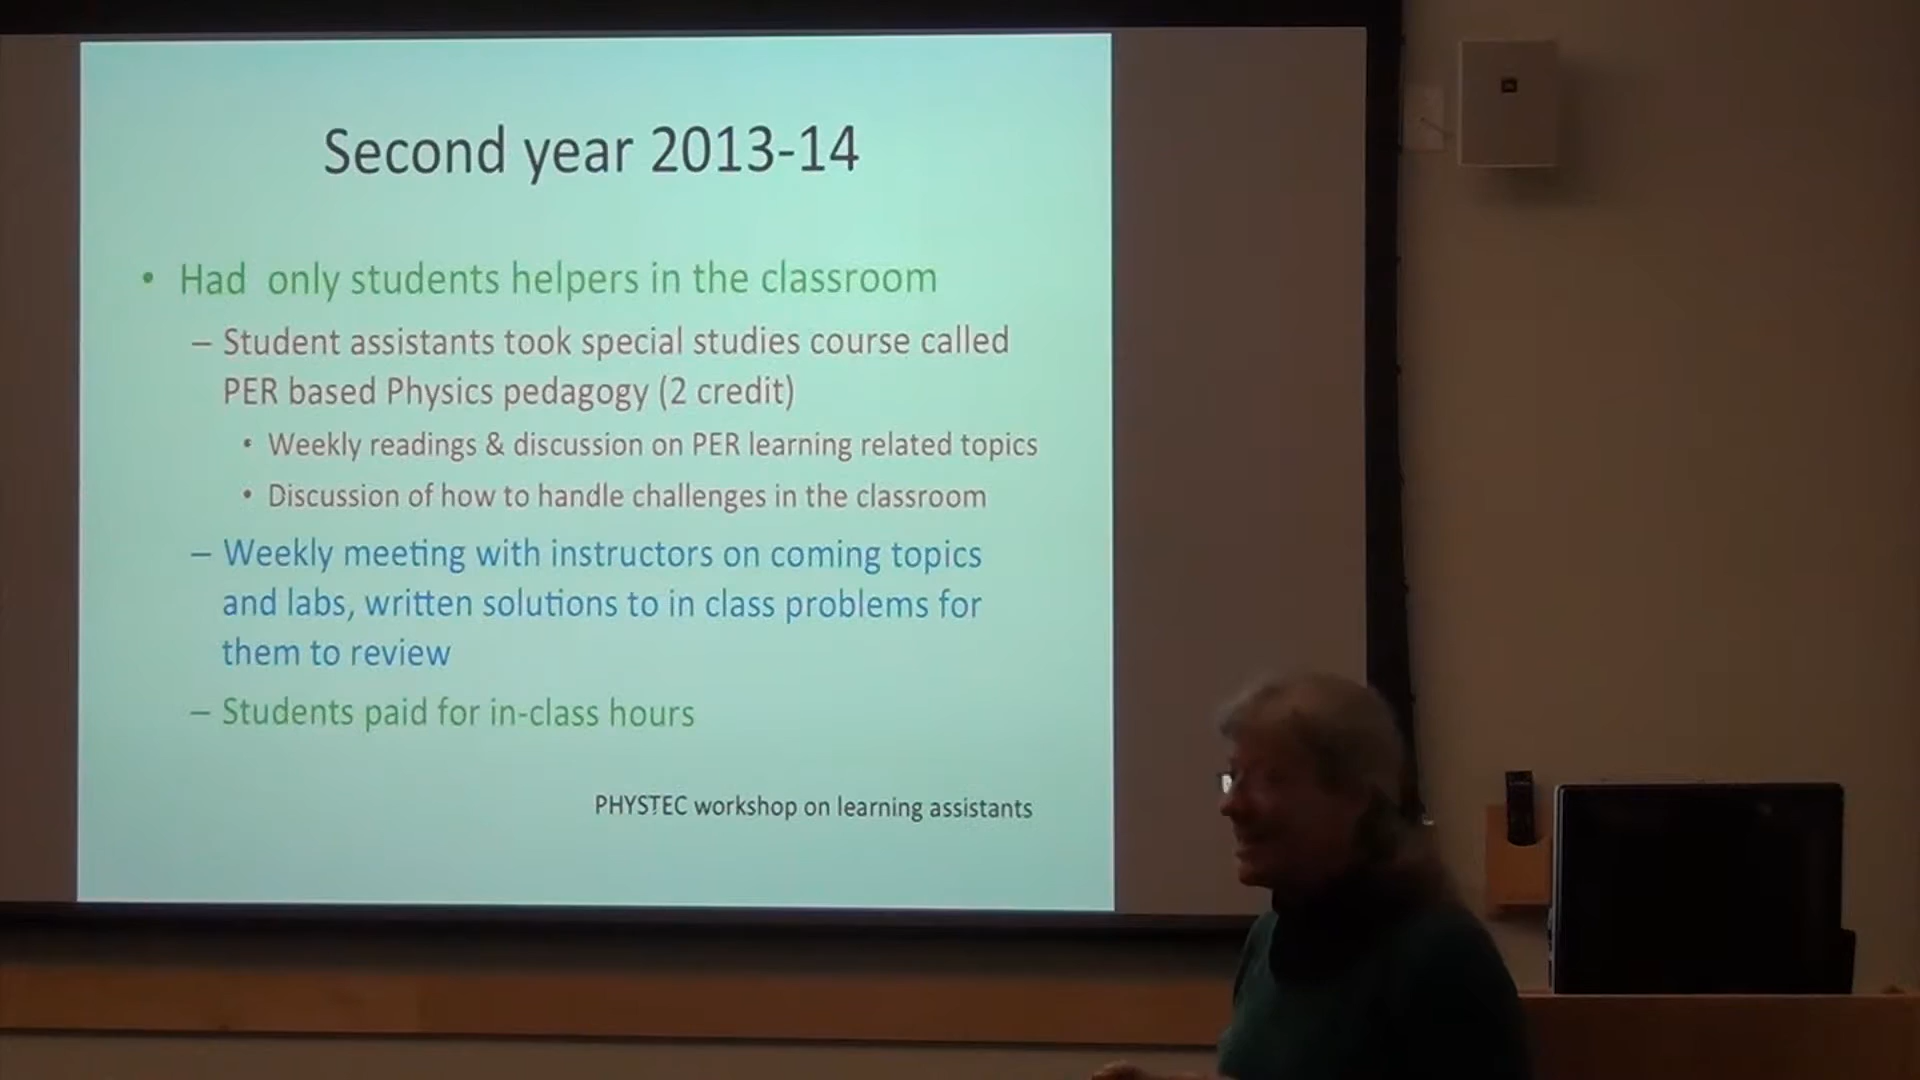 Second year 2013-14
• Had only students helpers in the classroom
– Student assistants took special studies course called
PER based Physics pedagogy (2 credit)
• Weekly readings & discussion on PER learning related topics
• Discussion of how to handle challenges in the classroom
– Weekly meeting with instructors on coming topics
and labs, written solutions to in class problems for
them to review
– Students paid for in-class hours
PHYSTEC workshop on learning assistants